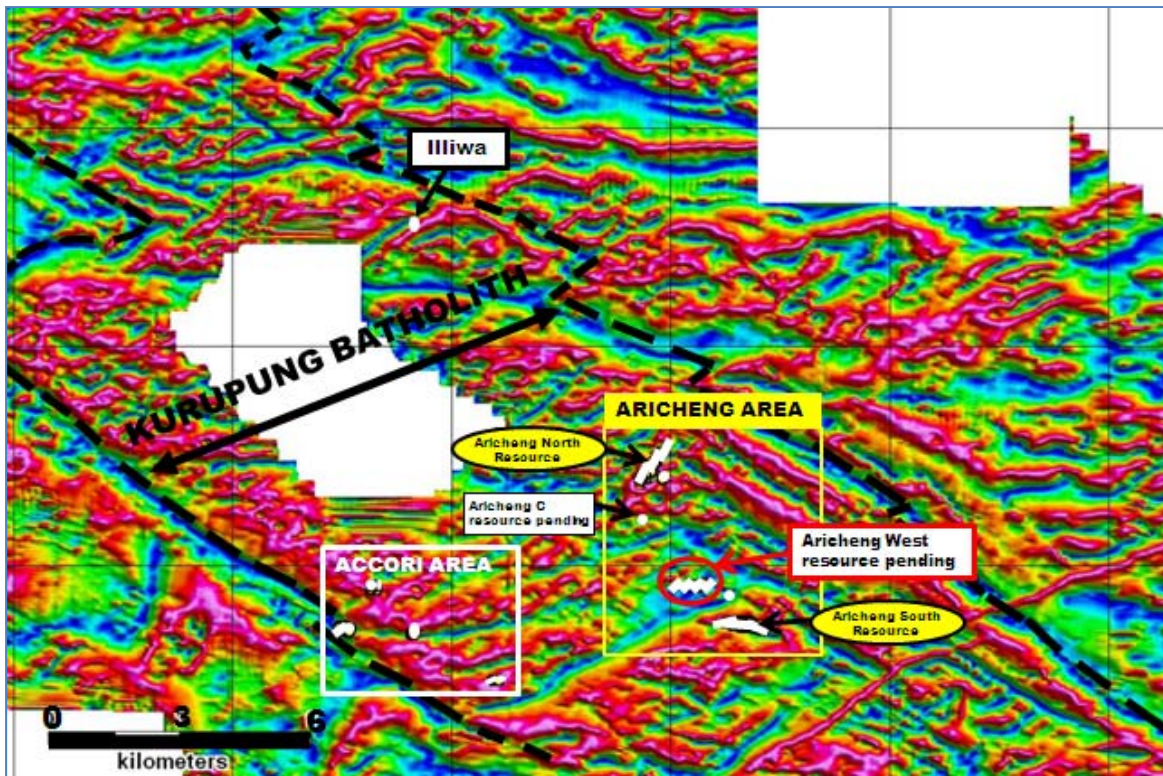 Illiwa
KURUPUNG BATHOLITH
ARICHENG AREA
Aricheng North
Resource
Aricheng C
resource pending
Aricheng West
resource pending
ACCORI AREA
Aricheng South
Resource
0 3 6
kilometers